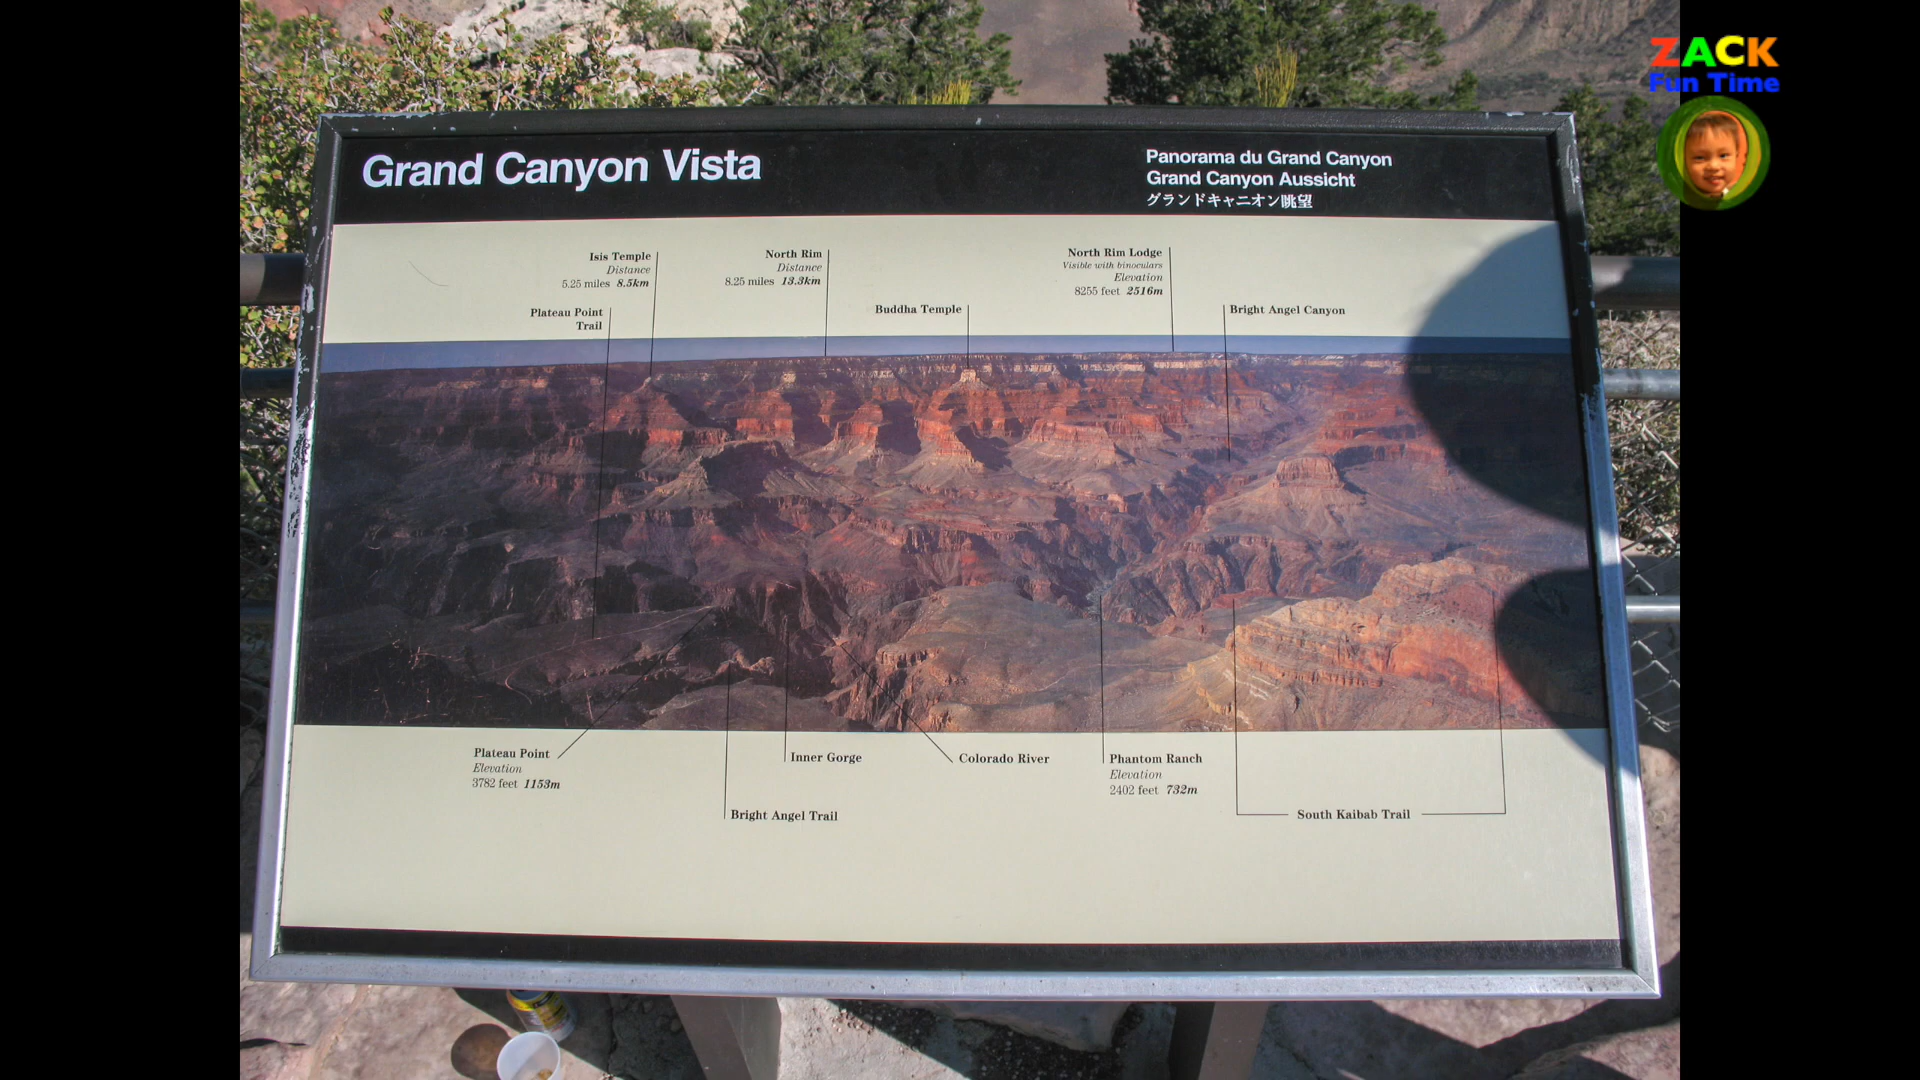 ZACK
Fun Time
Grand Canyon Vista
Panorama du Grand Canyon
Grand Canyon Aussicht
グランドキャニオン眺望
Isis Temple
Distance
5.25 miles 8.5km
North Rim
Distance
8.25 miles 13.3km
North Rim Lodge
Visible with binoculars
Elevation
8255 feet 2516m
Plateau Point
Trail
Buddha Temple
Bright Angel Canyon
Plateau Point
Elevation
3782 feet 1153m
Inner Gorge
Colorado River
Phantom Ranch
Elevation
2402 feet 732m
Bright Angel Trail
South Kaibab Trail